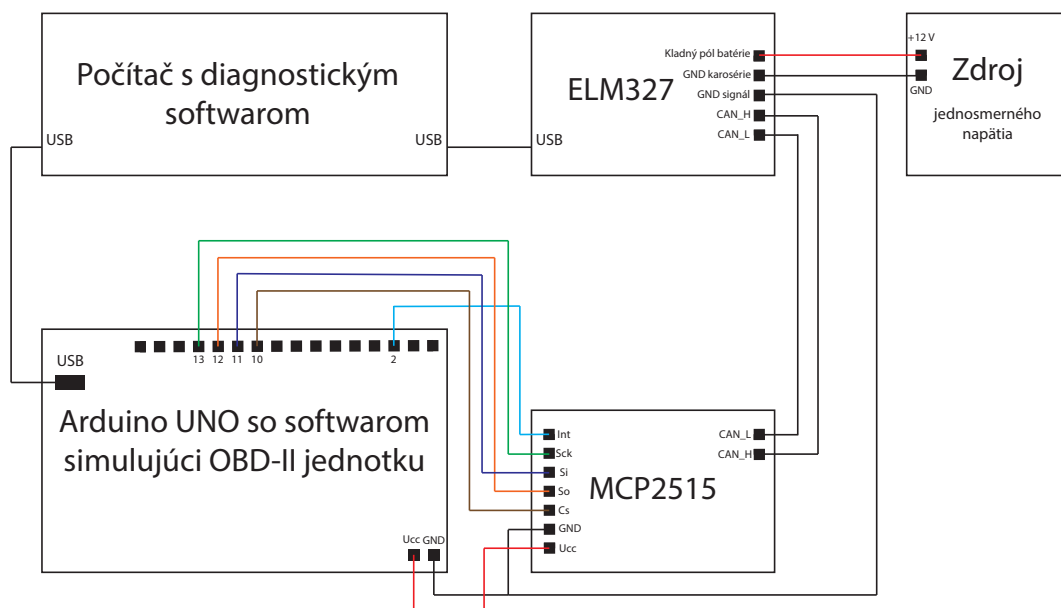 Počítač s diagnostickým
softwarom
USB
USB
ELM327
USB
Kladný pól batérie
GND karosérie
GND signál
CAN_H
CAN_L
+12 V
GND
Zdroj
jednosmerného
napätia
13
12
11
10
2
USB
Arduino UNO so softwarom
simulujúci OBD-II jednotku
Ucc
GND
Int
Sck
Si
So
Cs
GND
Ucc
MCP2515
CAN_L
CAN_H